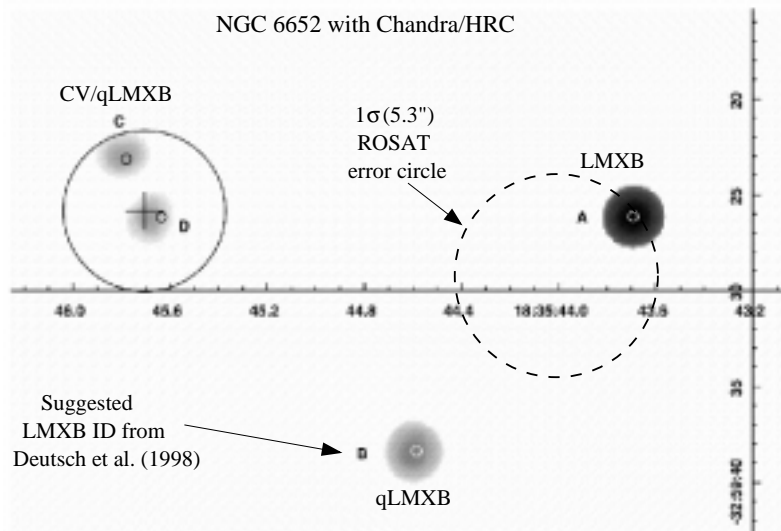 NGC 6652 with Chandra/HRC
CV/qLMXB
C
D
1σ(5.3")
ROSAT
error circle
LMXB
A
20
25
30
35
-32:59:40
46.0
45.6
45.2
44.8
44.4
18:35:44.0
43.6
43.2
Suggested
LMXB ID from
Deutsch et al. (1998)
B
qLMXB